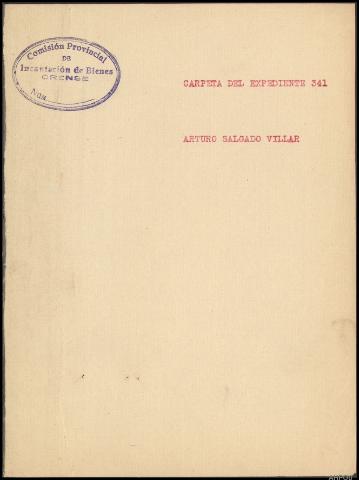 Comisión Provincial
DE
Incautación de Bienes
ORENSE
Núm
CARPETA DEL EXPEDIENTE 341
ARTURO SALGADO VILLAR